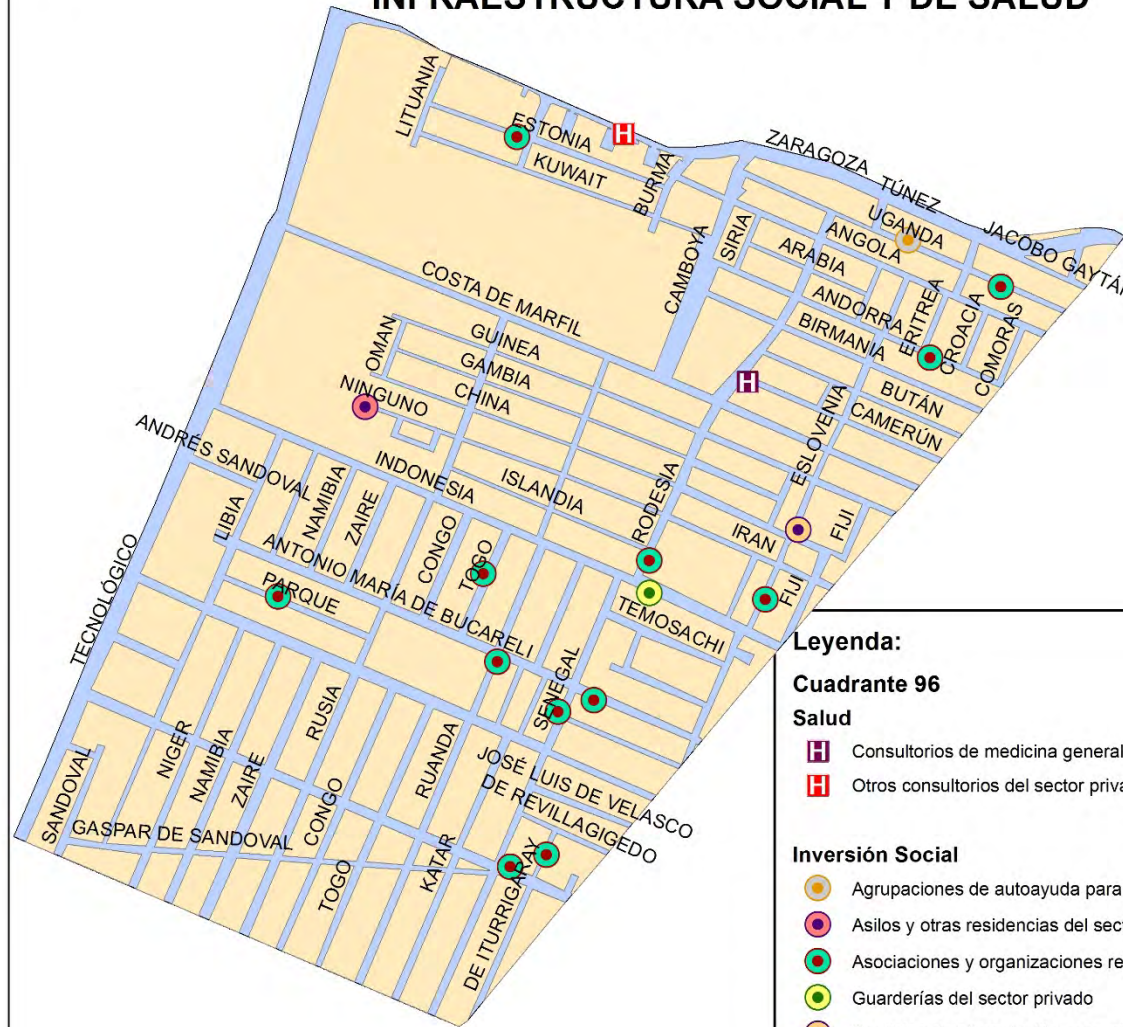 INFRAESTRUCTURA SOCIAL Y DE SALUD
LITUANIA
ESTONIA
H
KUWAIT
BURMA
ZARAGOZA
TÚNEZ
UGANDA
JACOBO GAYTÁN
CAMBOYA
SIRIA
ANGOLA
ARABIA
ANDORRA
ERITREA
CROACIA
COMORAS
BIRMANIA
BUTÁN
CAMERÚN
COSTA DE MARFIL
OMAN
GUINEA
GAMBIA
CHINA
NINGUNO
H
ESLOVENIA
ANDRÉS SANDOVAL
INDONESIA
ISLANDIA
RODESIA
IRAN
FIJI
LIBIA
NAMIBIA
ZAIRE
CONGO
TOGO
FIJI
ANTONIO MARÍA DE BUCARELI
PARQUE
TEMOSACHI
TECNOLÓGICO
SENEGAL
NIGER
NAMIBIA
ZAIRE
RUSIA
CONGO
RUANDA
JOSÉ LUIS DE VELASCO
DE REVILLAGIGEDO
SANDOVAL
GASPAR DE SANDOVAL
TOGO
KATAR
DE ITURRIGARAY
Leyenda:
Cuadrante 96
Salud
H Consultorios de medicina general
H Otros consultorios del sector priva
Inversión Social
Agrupaciones de autoayuda para
Asilos y otras residencias del sect
Asociaciones y organizaciones re
Guarderías del sector privado